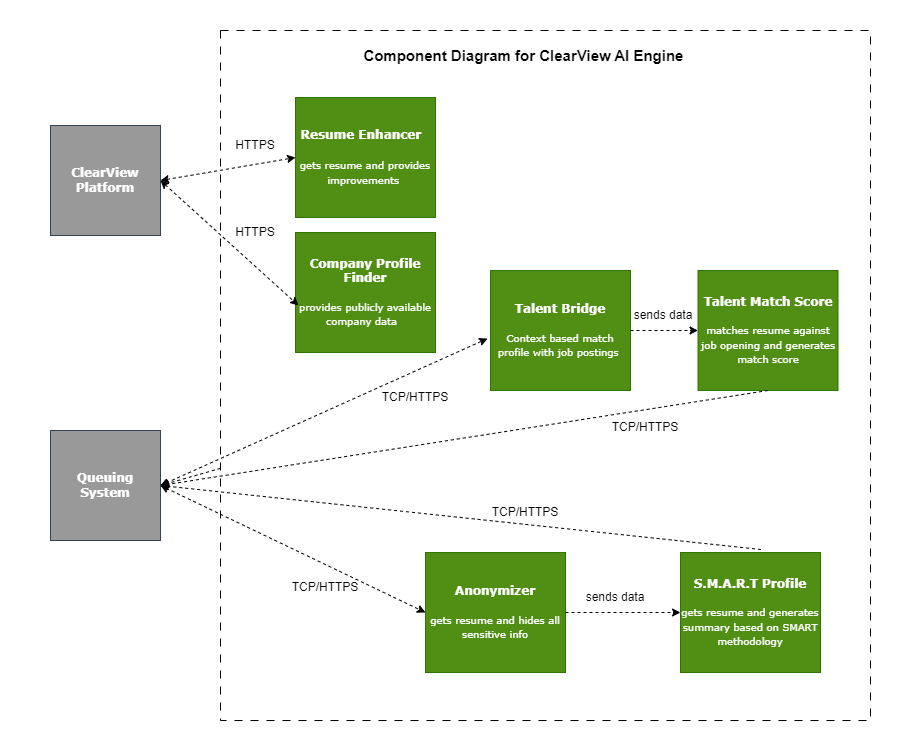 Component Diagram for ClearView AI Engine
ClearView
Platform
HTTPS
Resume Enhancer
gets resume and provides
improvements
HTTPS
Company Profile
Finder
provides publicly available
company data
Talent Bridge
Context based match
profile with job postings
sends data
Talent Match Score
matches resume against
job opening and generates
match score
TCP/HTTPS
TCP/HTTPS
Queuing
System
TCP/HTTPS
TCP/HTTPS
Anonymizer
gets resume and hides all
sensitive info
sends data
S.M.A.R.T Profile
gets resume and generates
summary based on SMART
methodology